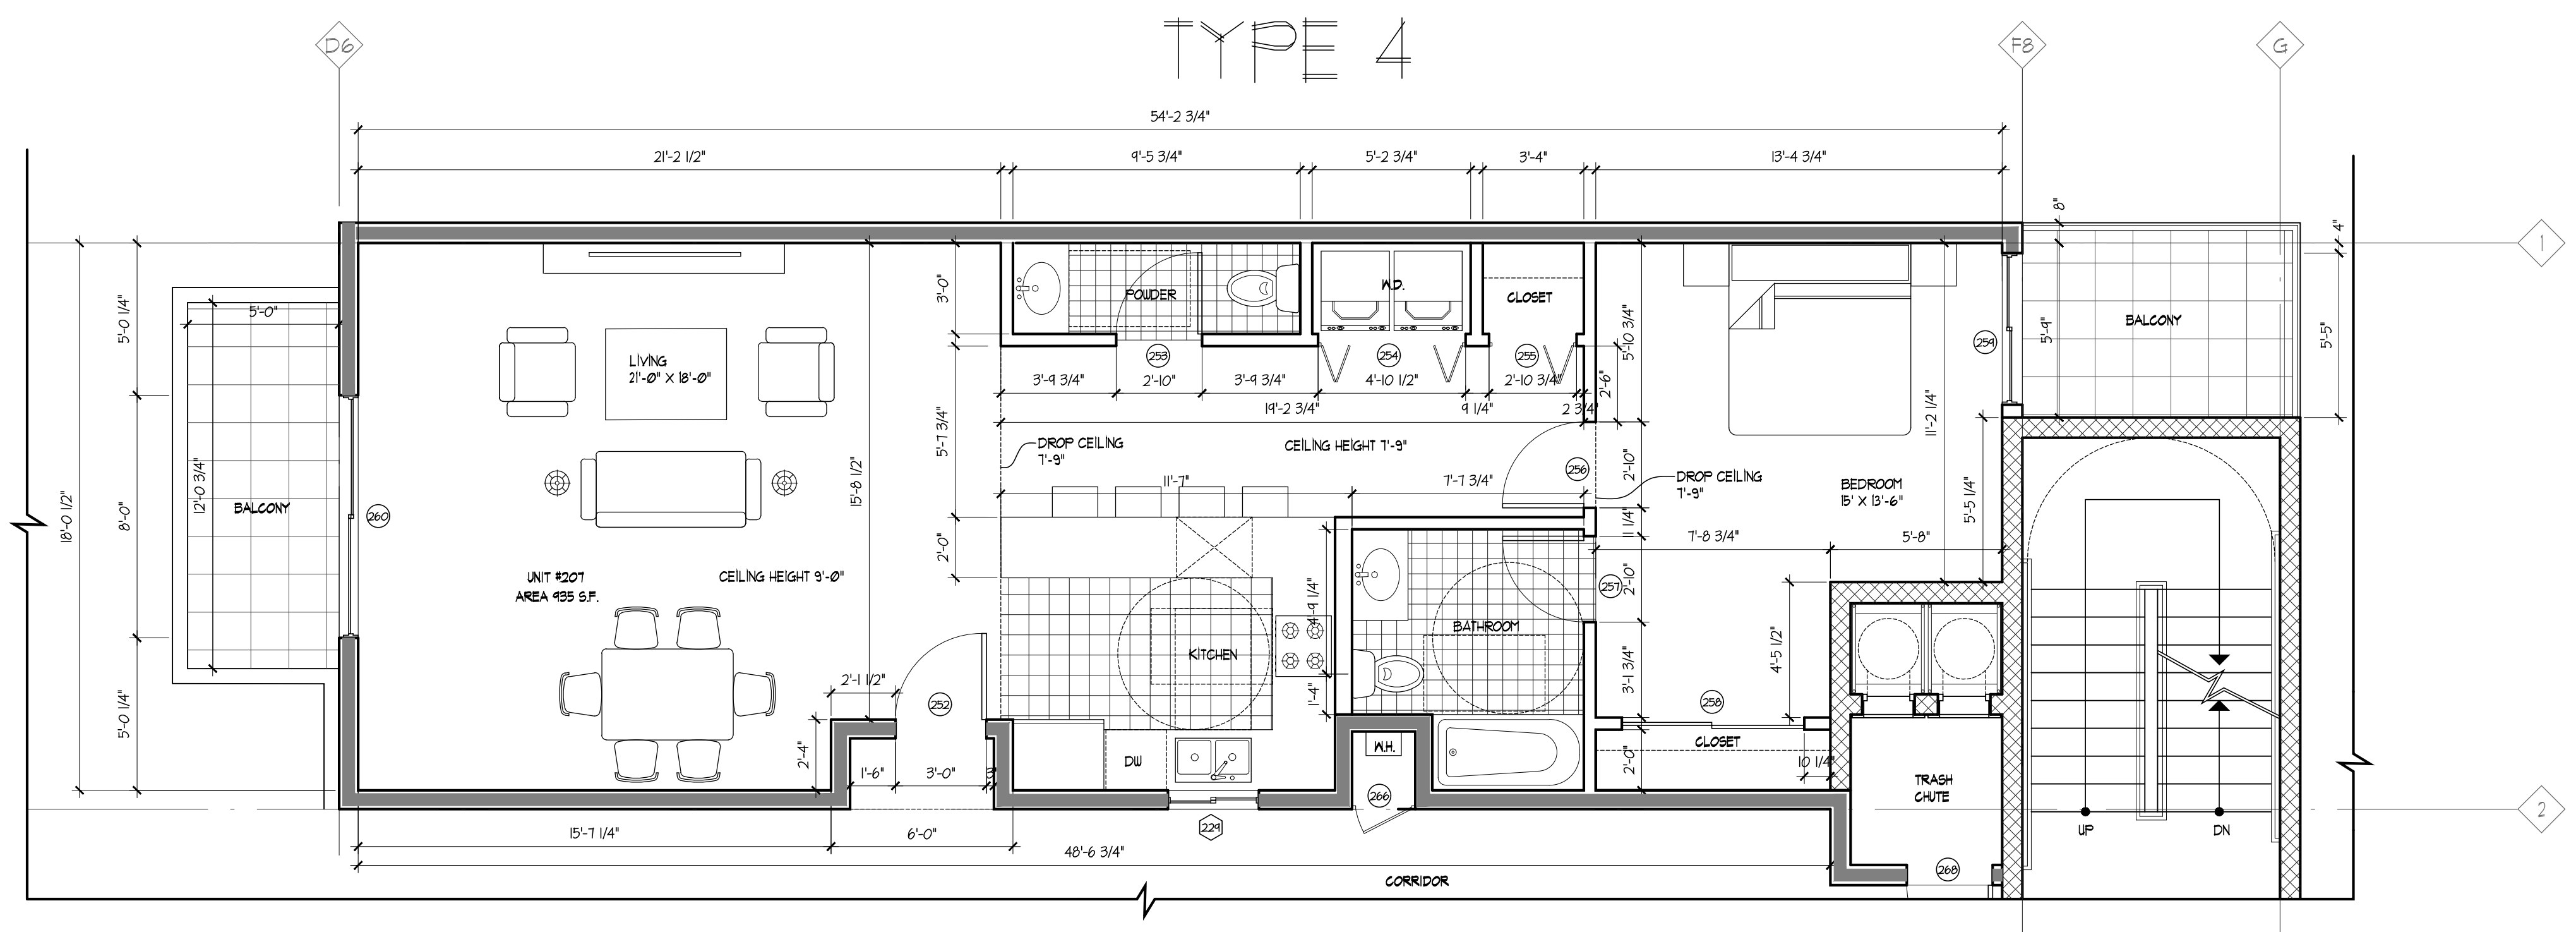 TYPE 4
D6
F8
G
54'-2 3/4"
21'-2 1/2"
9'-5 3/4"
5'-2 3/4"
3'-4"
13'-4 3/4"
8"
4"
1
5'-0 1/4"
5'-0"
3'-0"
POWDER
W.D.
CLOSET
5'-10 3/4"
BALCONY
5'-9"
5'-5"
259
LIVING
21'-0" X 18'-0"
253
254
255
3'-9 3/4"
2'-10"
3'-9 3/4"
4'-10 1/2"
2'-10 3/4"
2'-6"
19'-2 3/4"
9 1/4"
2 3/4"
11'-2 1/4"
5'-7 3/4"
DROP CEILING
7'-9"
CEILING HEIGHT 7'-9"
256
2'-10"
DROP CEILING
7'-9"
11'-7"
7'-7 3/4"
BEDROOM
15' X 13'-6"
5'-5 1/4"
18'-0 1/2"
8'-0"
12'-0 3/4"
BALCONY
260
15'-8 1/2"
11 1/4"
7'-8 3/4"
5'-8"
2'-0"
UNIT #207
AREA 935 S.F.
CEILING HEIGHT 9'-0"
4'-9 1/4"
257
2'-10"
BATHROOM
KITCHEN
4'-5 1/2"
5'-0 1/4"
2'-1 1/2"
252
1'-4"
3'-1 3/4"
258
2'-4"
1'-6"
3'-0"
3"
DW
W.H.
2'-0"
CLOSET
10 1/4"
TRASH
CHUTE
266
229
2
UP
DN
15'-7 1/4"
6'-0"
48'-6 3/4"
268
CORRIDOR